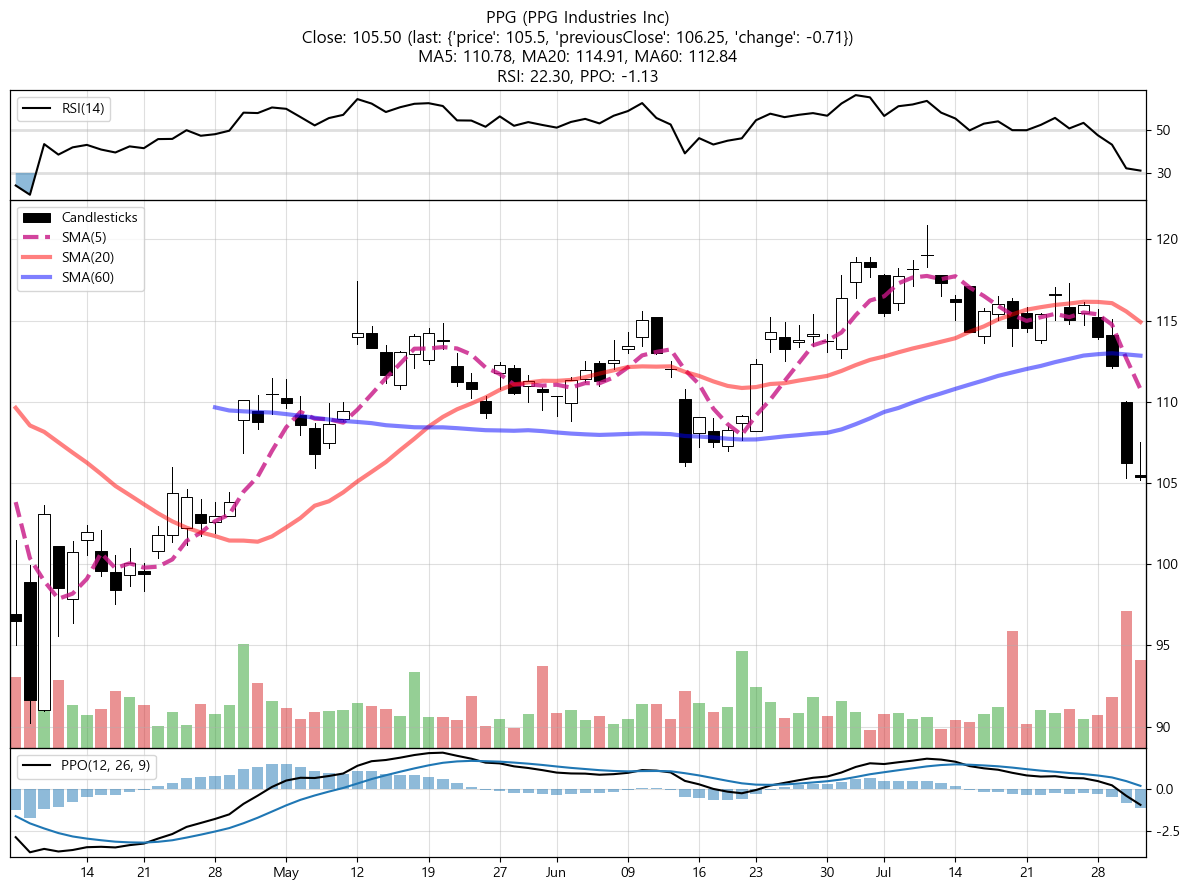 PPG (PPG Industries Inc)
Close: 105.50 (last: {'price': 105.5, 'previousClose': 106.25, 'change': -0.71})
MA5: 110.78, MA20: 114.91, MA60: 112.84
RSI: 22.30, PPO: -1.13
RSI(14)
50
30
Candlesticks
SMA(5)
SMA(20)
SMA(60)
120
115
110
105
100
95
90
PPO(12, 26, 9)
0.0
-2.5
14 21 28 May 12 19 27 Jun 09 16 23 30 Jul 14 21 28